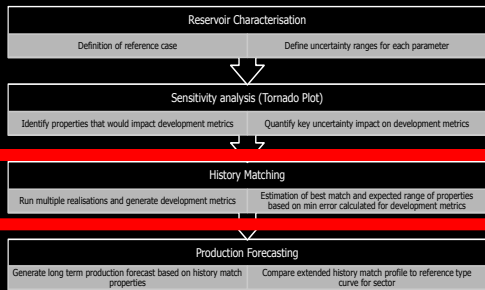 Reservoir Characterisation
Definition of reference case
Define uncertainty ranges for each parameter
Sensitivity analysis (Tornado Plot)
Identify properties that would impact development metrics
Quantify key uncertainty impact on development metrics
History Matching
Run multiple realisations and generate development metrics
Estimation of best match and expected range of properties
based on min error calculated for development metrics
Production Forecasting
Generate long term production forecast based on history match
properties
Compare extended history match profile to reference type
curve for sector